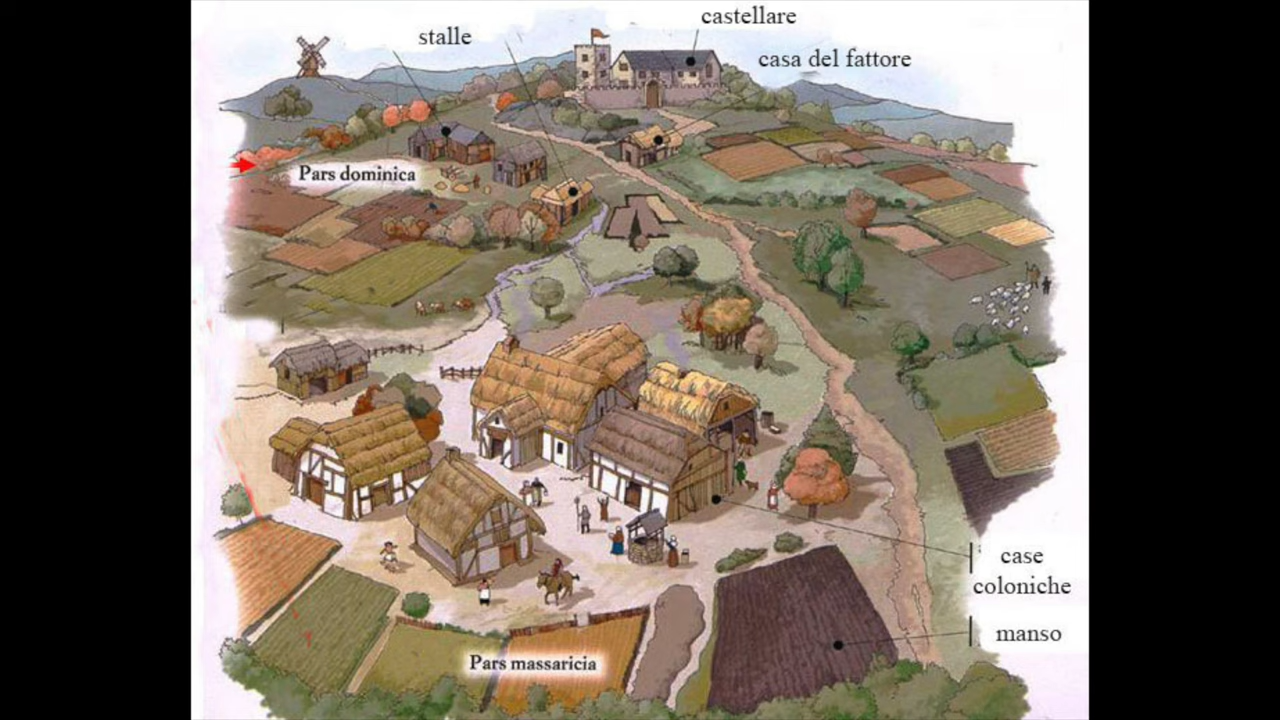 castellare
stalle
casa del fattore
Pars dominica
case
coloniche
manso
Pars massaricia